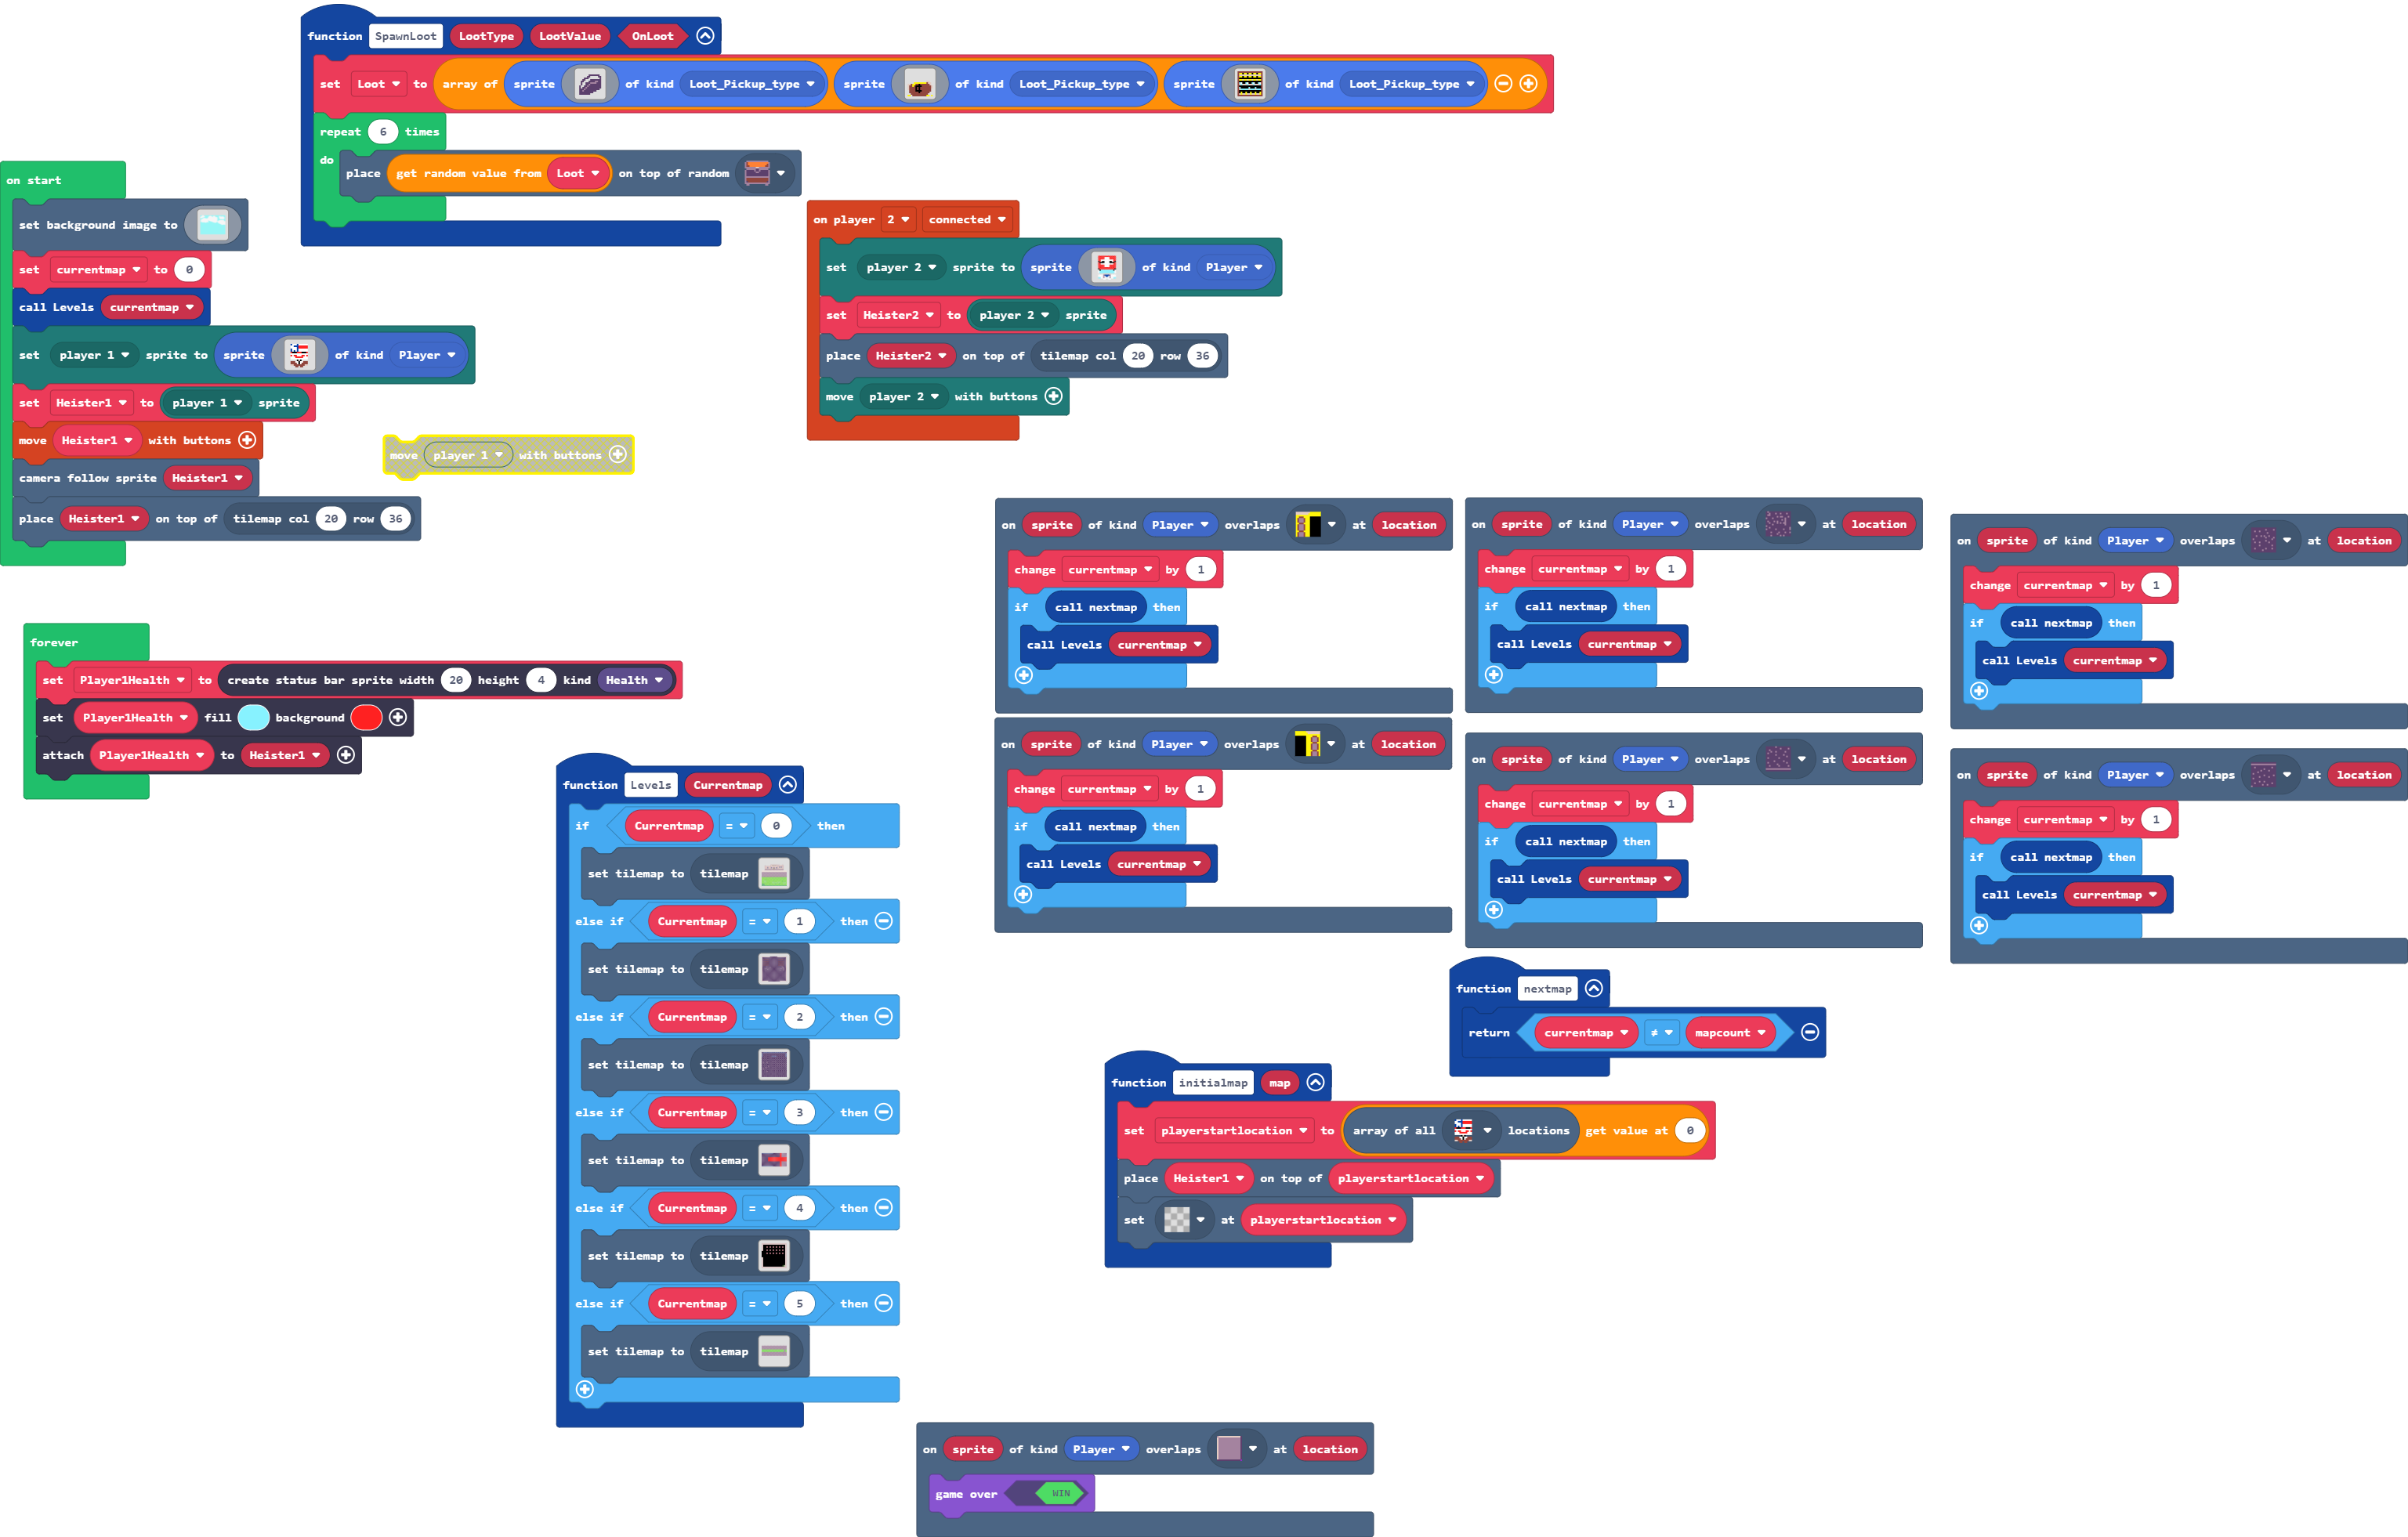 function SpawnLoot LootType LootValue OnLoot
set Loot to array of sprite of kind Loot_Pickup_type sprite of kind Loot_Pickup_type sprite of kind Loot_Pickup_type
repeat 6 times
do place get random value from Loot on top of random
on start
set background image to
set currentmap to 0
call Levels currentmap
set player 1 sprite to sprite of kind Player
set Heister1 to player 1 sprite
move Heister1 with buttons
camera follow sprite Heister1
place Heister1 on top of tilemap col 20 row 36
move player 1 with buttons
on player 2 connected
set player 2 sprite to sprite of kind Player
set Heister2 to player 2 sprite
place Heister2 on top of tilemap col 20 row 36
move player 2 with buttons
forever
set Player1Health to create status bar sprite width 20 height 4 kind Health
set Player1Health fill background
attach Player1Health to Heister1
on sprite of kind Player overlaps at location
change currentmap by 1
if call nextmap then
call Levels currentmap
on sprite of kind Player overlaps at location
change currentmap by 1
if call nextmap then
call Levels currentmap
on sprite of kind Player overlaps at location
change currentmap by 1
if call nextmap then
call Levels currentmap
on sprite of kind Player overlaps at location
change currentmap by 1
if call nextmap then
call Levels currentmap
on sprite of kind Player overlaps at location
change currentmap by 1
if call nextmap then
call Levels currentmap
on sprite of kind Player overlaps at location
change currentmap by 1
if call nextmap then
call Levels currentmap
function Levels Currentmap
if Currentmap = 0 then
set tilemap to tilemap
else if Currentmap = 1 then
set tilemap to tilemap
else if Currentmap = 2 then
set tilemap to tilemap
else if Currentmap = 3 then
set tilemap to tilemap
else if Currentmap = 4 then
set tilemap to tilemap
else if Currentmap = 5 then
set tilemap to tilemap
function nextmap
return currentmap ≠ mapcount
function initialmap map
set playerstartlocation to array of all locations get value at 0
place Heister1 on top of playerstartlocation
set at playerstartlocation
on sprite of kind Player overlaps at location
game over WIN